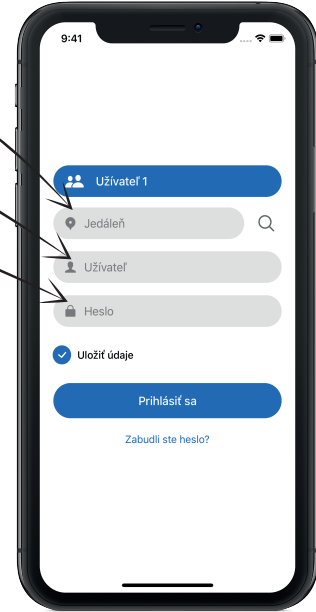 9:41
Užívateľ 1
Jedáleň
Užívateľ
Heslo
Uložiť údaje
Prihlásiť sa
Zabudli ste heslo?